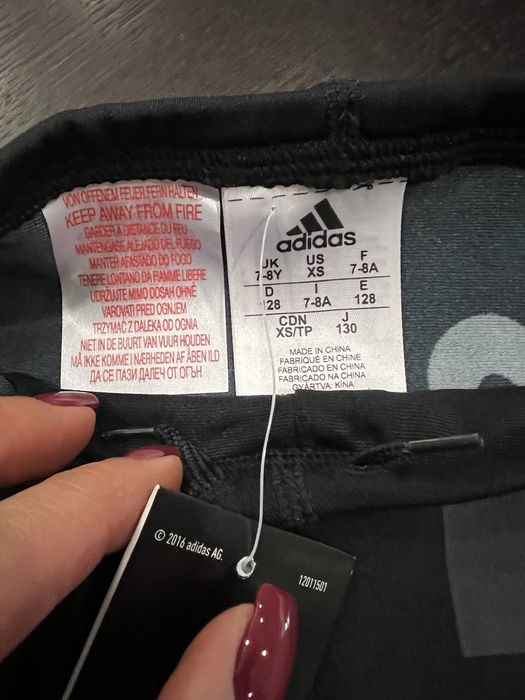 VON OFFENEM FEUER FERN HALTEN
KEEP AWAY FROM FIRE
GARDER A DISTANCE DU FEU
MANTENGASE ALEJADO DEL FUEGO
MANTER AFASTADO DO FOGO
TENERE LONTANO DA FIAMME LIBERE
UDRŽUJTE MIMO DOSAH OHNĚ
VAROVATI PRED OGNJEM
TRZYMAĆ Z DALEKA OD OGNIA
NIET IN DE BUURT VAN VUUR HOUDEN
MÅ IKKE KOMME I NÆRHEDEN AF ÅBEN ILD
ДА СЕ ПАЗИ ДАЛЕЧ ОТ ОГЪН
adidas
UK US F
7-8Y XS 7-8A
D I E
128 7-8A 128
CDN J
XS/TP 130
MADE IN CHINA
FABRIQUÉ EN CHINE
FABRICADO EN CHINA
FABRICADO NA CHINA
GYÁRTVA: KÍNA
© 2016 adidas AG.
12011501